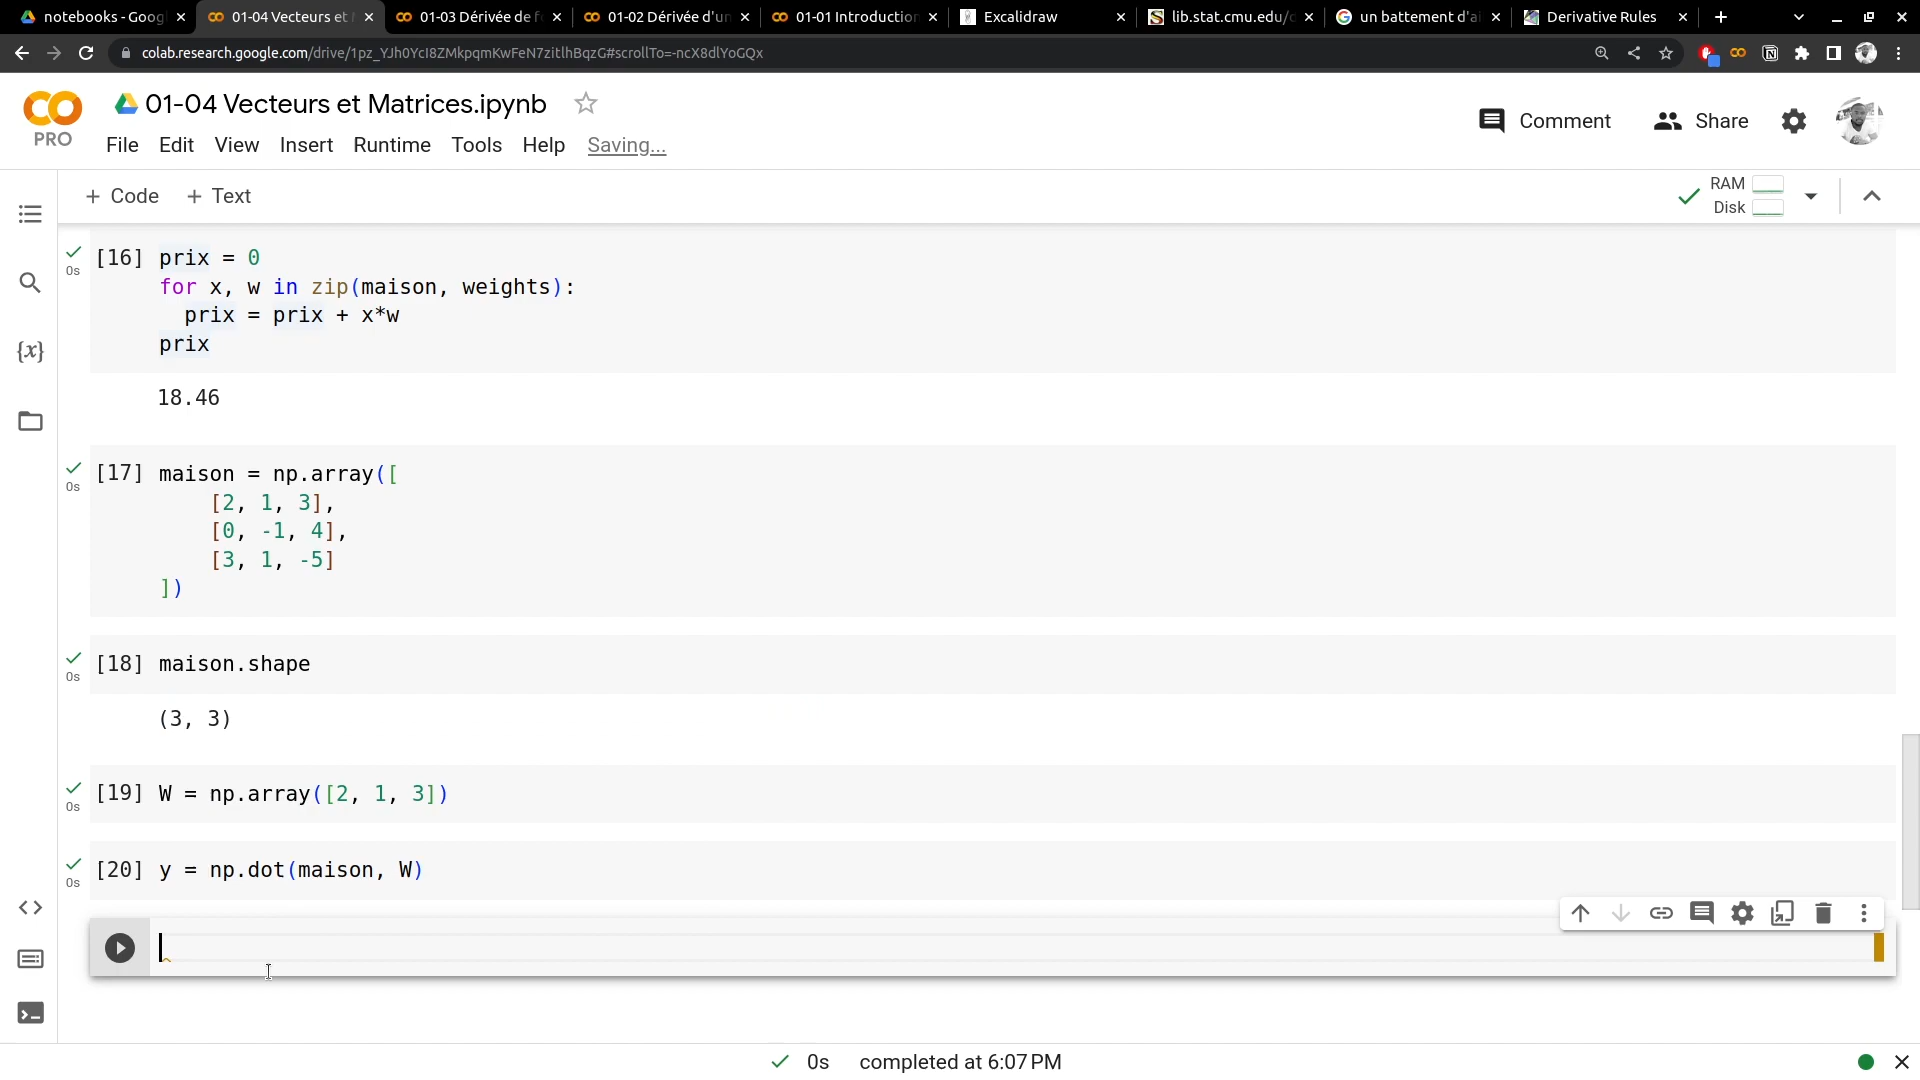 notebooks - Goog
01-04 Vecteurs et
01-03 Dérivée de f
01-02 Dérivée d'un
01-01 Introduction
Excalidraw
lib.stat.cmu.edu/
un battement d'ai
Derivative Rules
colab.research.google.com/drive/1pz_YJh0YcI8ZMkpqmKwFeN7zitlhBqzG#scrollTo=-ncX8dlYoGQx
PRO
01-04 Vecteurs et Matrices.ipynb
File Edit View Insert Runtime Tools Help Saving...
Comment
Share
+ Code + Text
RAM
Disk
{x}
0s
[16] prix = 0
for x, w in zip(maison, weights):
prix = prix + x*w
prix
18.46
0s
[17] maison = np.array([
[2, 1, 3],
[0, -1, 4],
[3, 1, -5]
])
0s
[18] maison.shape
(3, 3)
0s
[19] W = np.array([2, 1, 3])
0s
[20] y = np.dot(maison, W)
0s completed at 6:07 PM